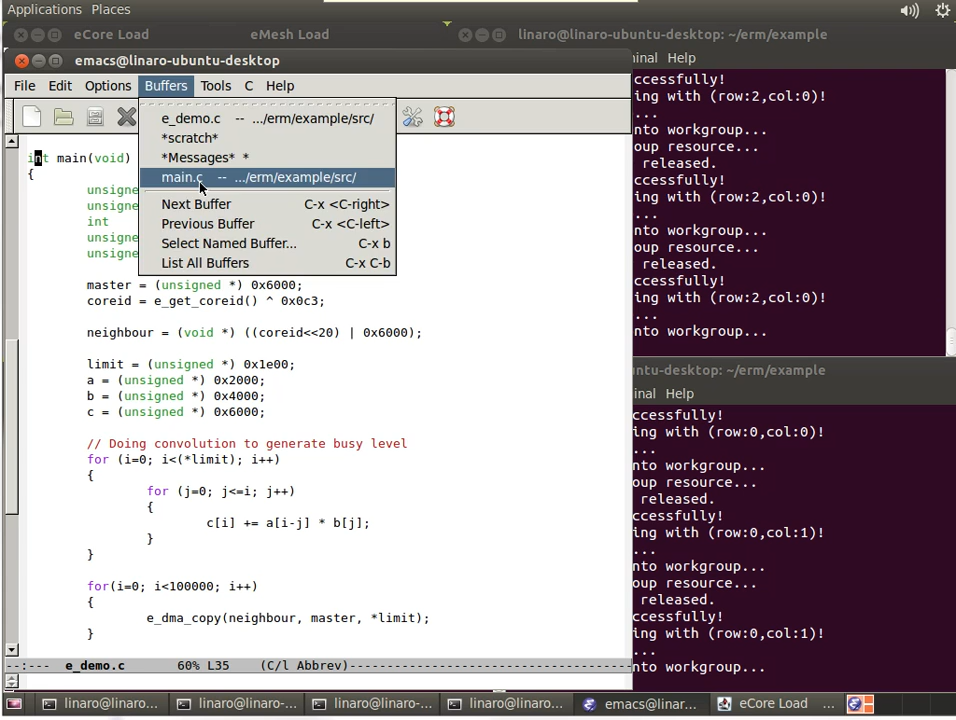 Applications Places
eCore Load
eMesh Load
linaro@linaro-ubuntu-desktop: ~/erm/example
emacs@linaro-ubuntu-desktop
File Edit Options Buffers Tools C Help
e_demo.c -- .../erm/example/src/
*scratch*
*Messages* *
main.c -- .../erm/example/src/
Next Buffer C-x <C-right>
Previous Buffer C-x <C-left>
Select Named Buffer... C-x b
List All Buffers C-x C-b
int main(void)
{
unsigne
unsigne
int
unsigne
unsigne
master = (unsigned *) 0x6000;
coreid = e_get_coreid() ^ 0x0c3;
neighbour = (void *) ((coreid<<20) | 0x6000);
limit = (unsigned *) 0x1e00;
a = (unsigned *) 0x2000;
b = (unsigned *) 0x4000;
c = (unsigned *) 0x6000;
// Doing convolution to generate busy level
for (i=0; i<(*limit); i++)
{
for (j=0; j<=i; j++)
{
c[i] += a[i-j] * b[j];
}
}
for(i=0; i<100000; i++)
{
e_dma_copy(neighbour, master, *limit);
}
--:--- e_demo.c 60% L35 (C/l Abbrev)
minal Help
ccessfully!
ing with (row:2,col:0)!
...
nto workgroup...
oup resource...
released.
ccessfully!
ing with (row:2,col:0)!
...
nto workgroup...
oup resource...
released.
ccessfully!
ing with (row:2,col:0)!
...
nto workgroup...
untu-desktop: ~/erm/example
inal Help
ccessfully!
ing with (row:0,col:0)!
...
nto workgroup...
oup resource...
released.
ccessfully!
ing with (row:0,col:1)!
...
nto workgroup...
oup resource...
released.
ccessfully!
ing with (row:0,col:1)!
...
nto workgroup...
linaro@linaro-...
linaro@linaro-...
linaro@linaro-...
linaro@linaro-...
emacs@linaro-...
eCore Load ...